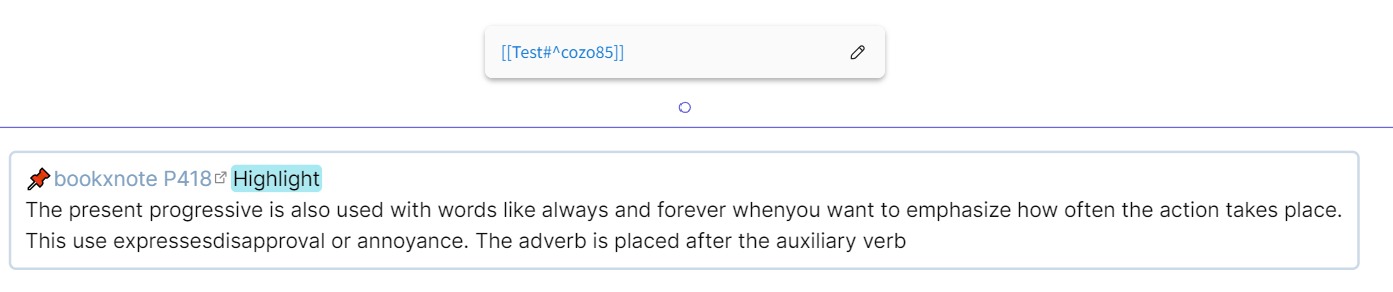 [[Test#^cozo85]]
bookxnote P418 Highlight
The present progressive is also used with words like always and forever whenyou want to emphasize how often the action takes place.
This use expressesdisapproval or annoyance. The adverb is placed after the auxiliary verb